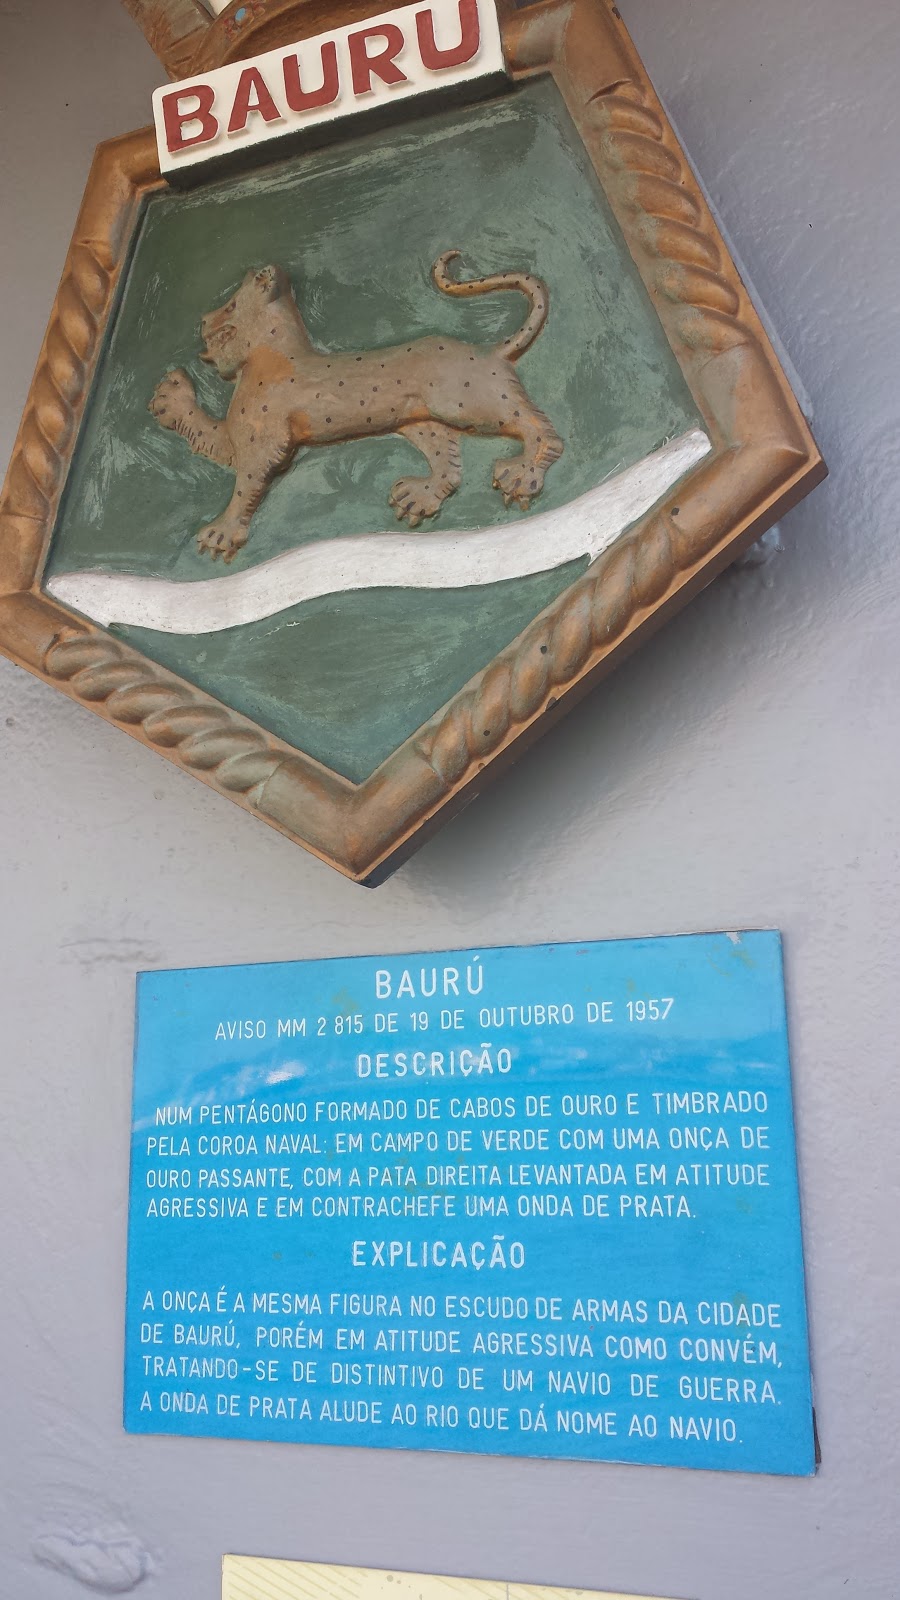 BAURU
BAURÚ
AVISO MM 2 815 DE 19 DE OUTUBRO DE 1957
DESCRIÇÃO
NUM PENTÁGONO FORMADO DE CABOS DE OURO E TIMBRADO
PELA COROA NAVAL: EM CAMPO DE VERDE COM UMA ONÇA DE
OURO PASSANTE, COM A PATA DIREITA LEVANTADA EM ATITUDE
AGRESSIVA E EM CONTRACHEFE UMA ONDA DE PRATA.
EXPLICAÇÃO
A ONÇA É A MESMA FIGURA NO ESCUDO DE ARMAS DA CIDADE
DE BAURÚ, PORÉM EM ATITUDE AGRESSIVA COMO CONVÉM,
TRATANDO-SE DE DISTINTIVO DE UM NAVIO DE GUERRA.
A ONDA DE PRATA ALUDE AO RIO QUE DÁ NOME AO NAVIO.